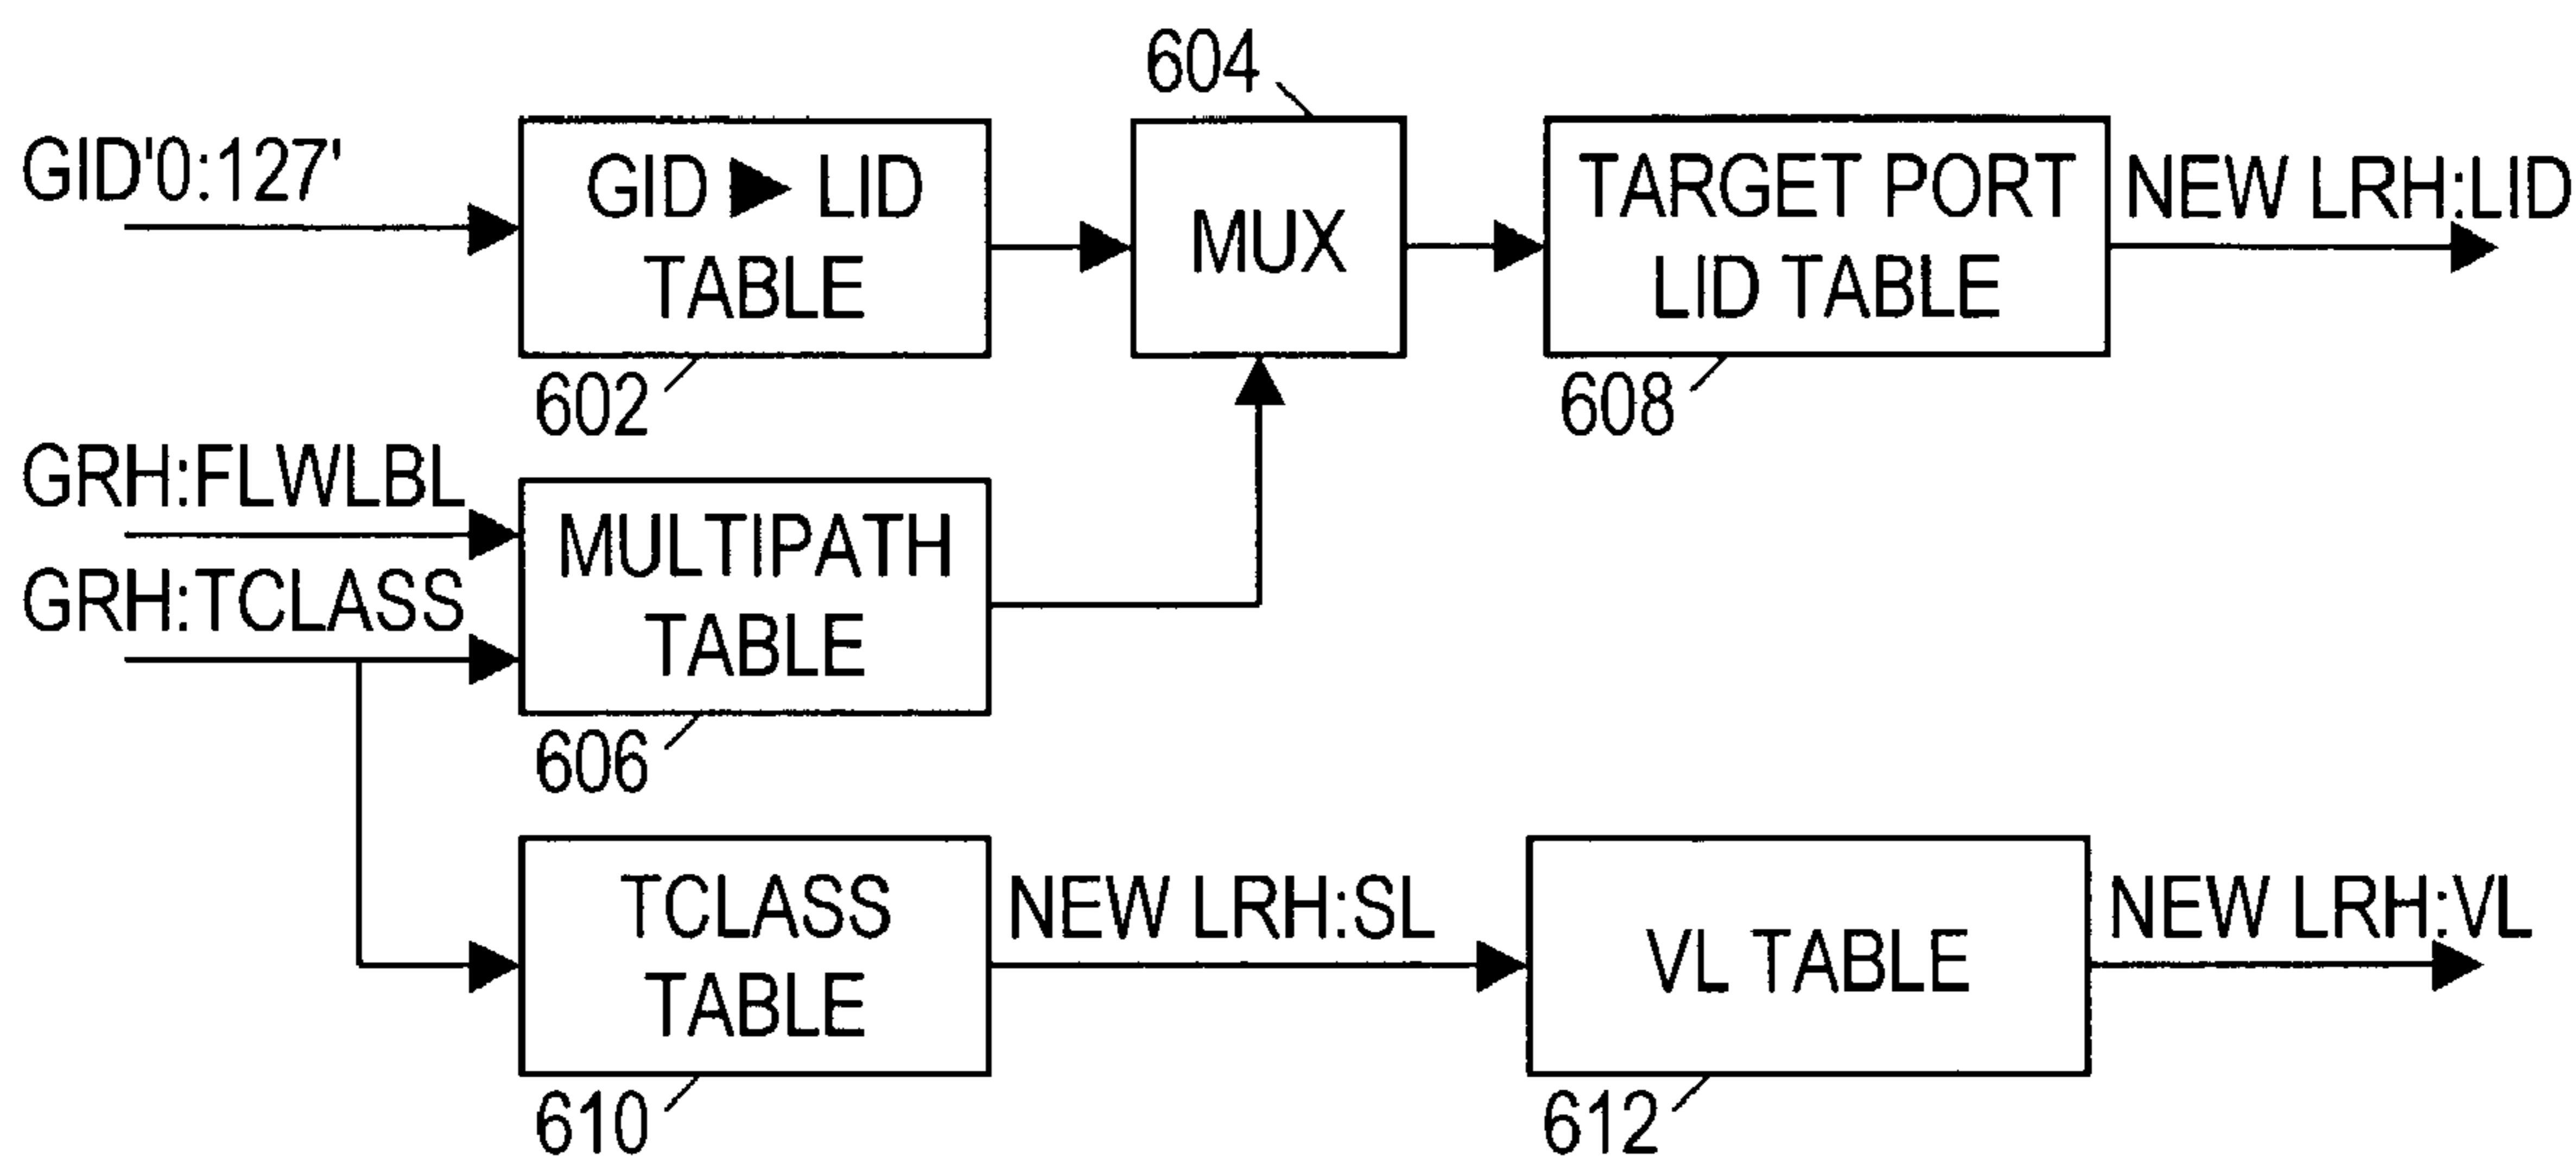 604
GID'0:127'
GID ▶ LID
TABLE
MUX
TARGET PORT
LID TABLE
NEW LRH:LID
602
608
GRH:FLWLBL
GRH:TCLASS
MULTIPATH
TABLE
606
TCLASS
TABLE
NEW LRH:SL
VL TABLE
NEW LRH:VL
610
612